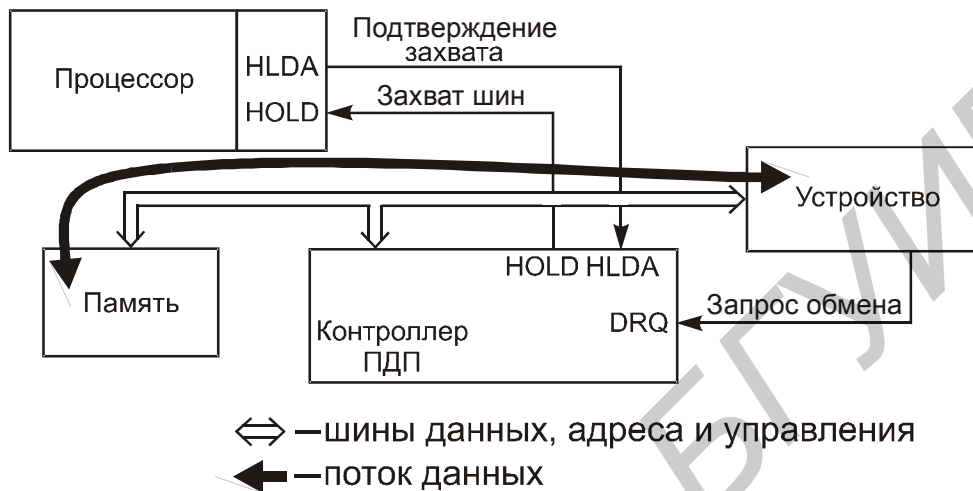 Подтверждение
захвата
Процессор
HLDA
HOLD
Захват шин
Устройство
Память
HOLD HLDA
Запрос обмена
DRQ
Контроллер
ПДП
–шины данных, адреса и управления
–поток данных
БГУИ